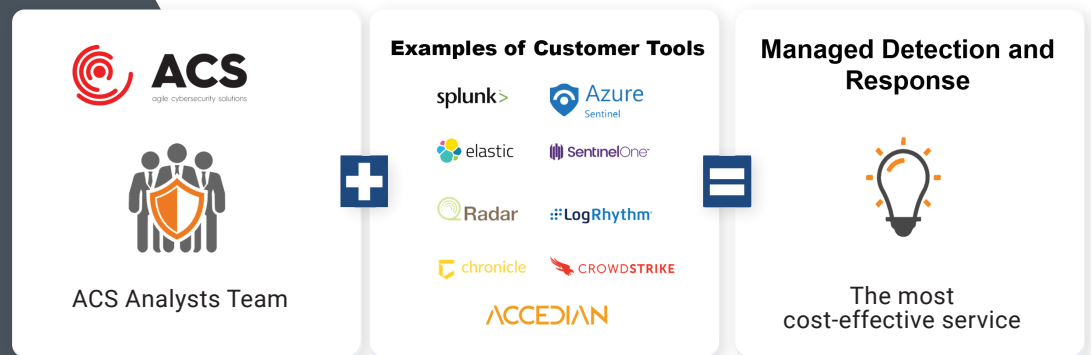 ACS
agile cybersecurity solutions
ACS Analysts Team
Examples of Customer Tools
splunk>
Azure
Sentinel
elastic
SentinelOne
QRadar
LogRhythm
chronicle
CROWDSTRIKE
ACCEDIAN
Managed Detection and
Response
The most
cost-effective service